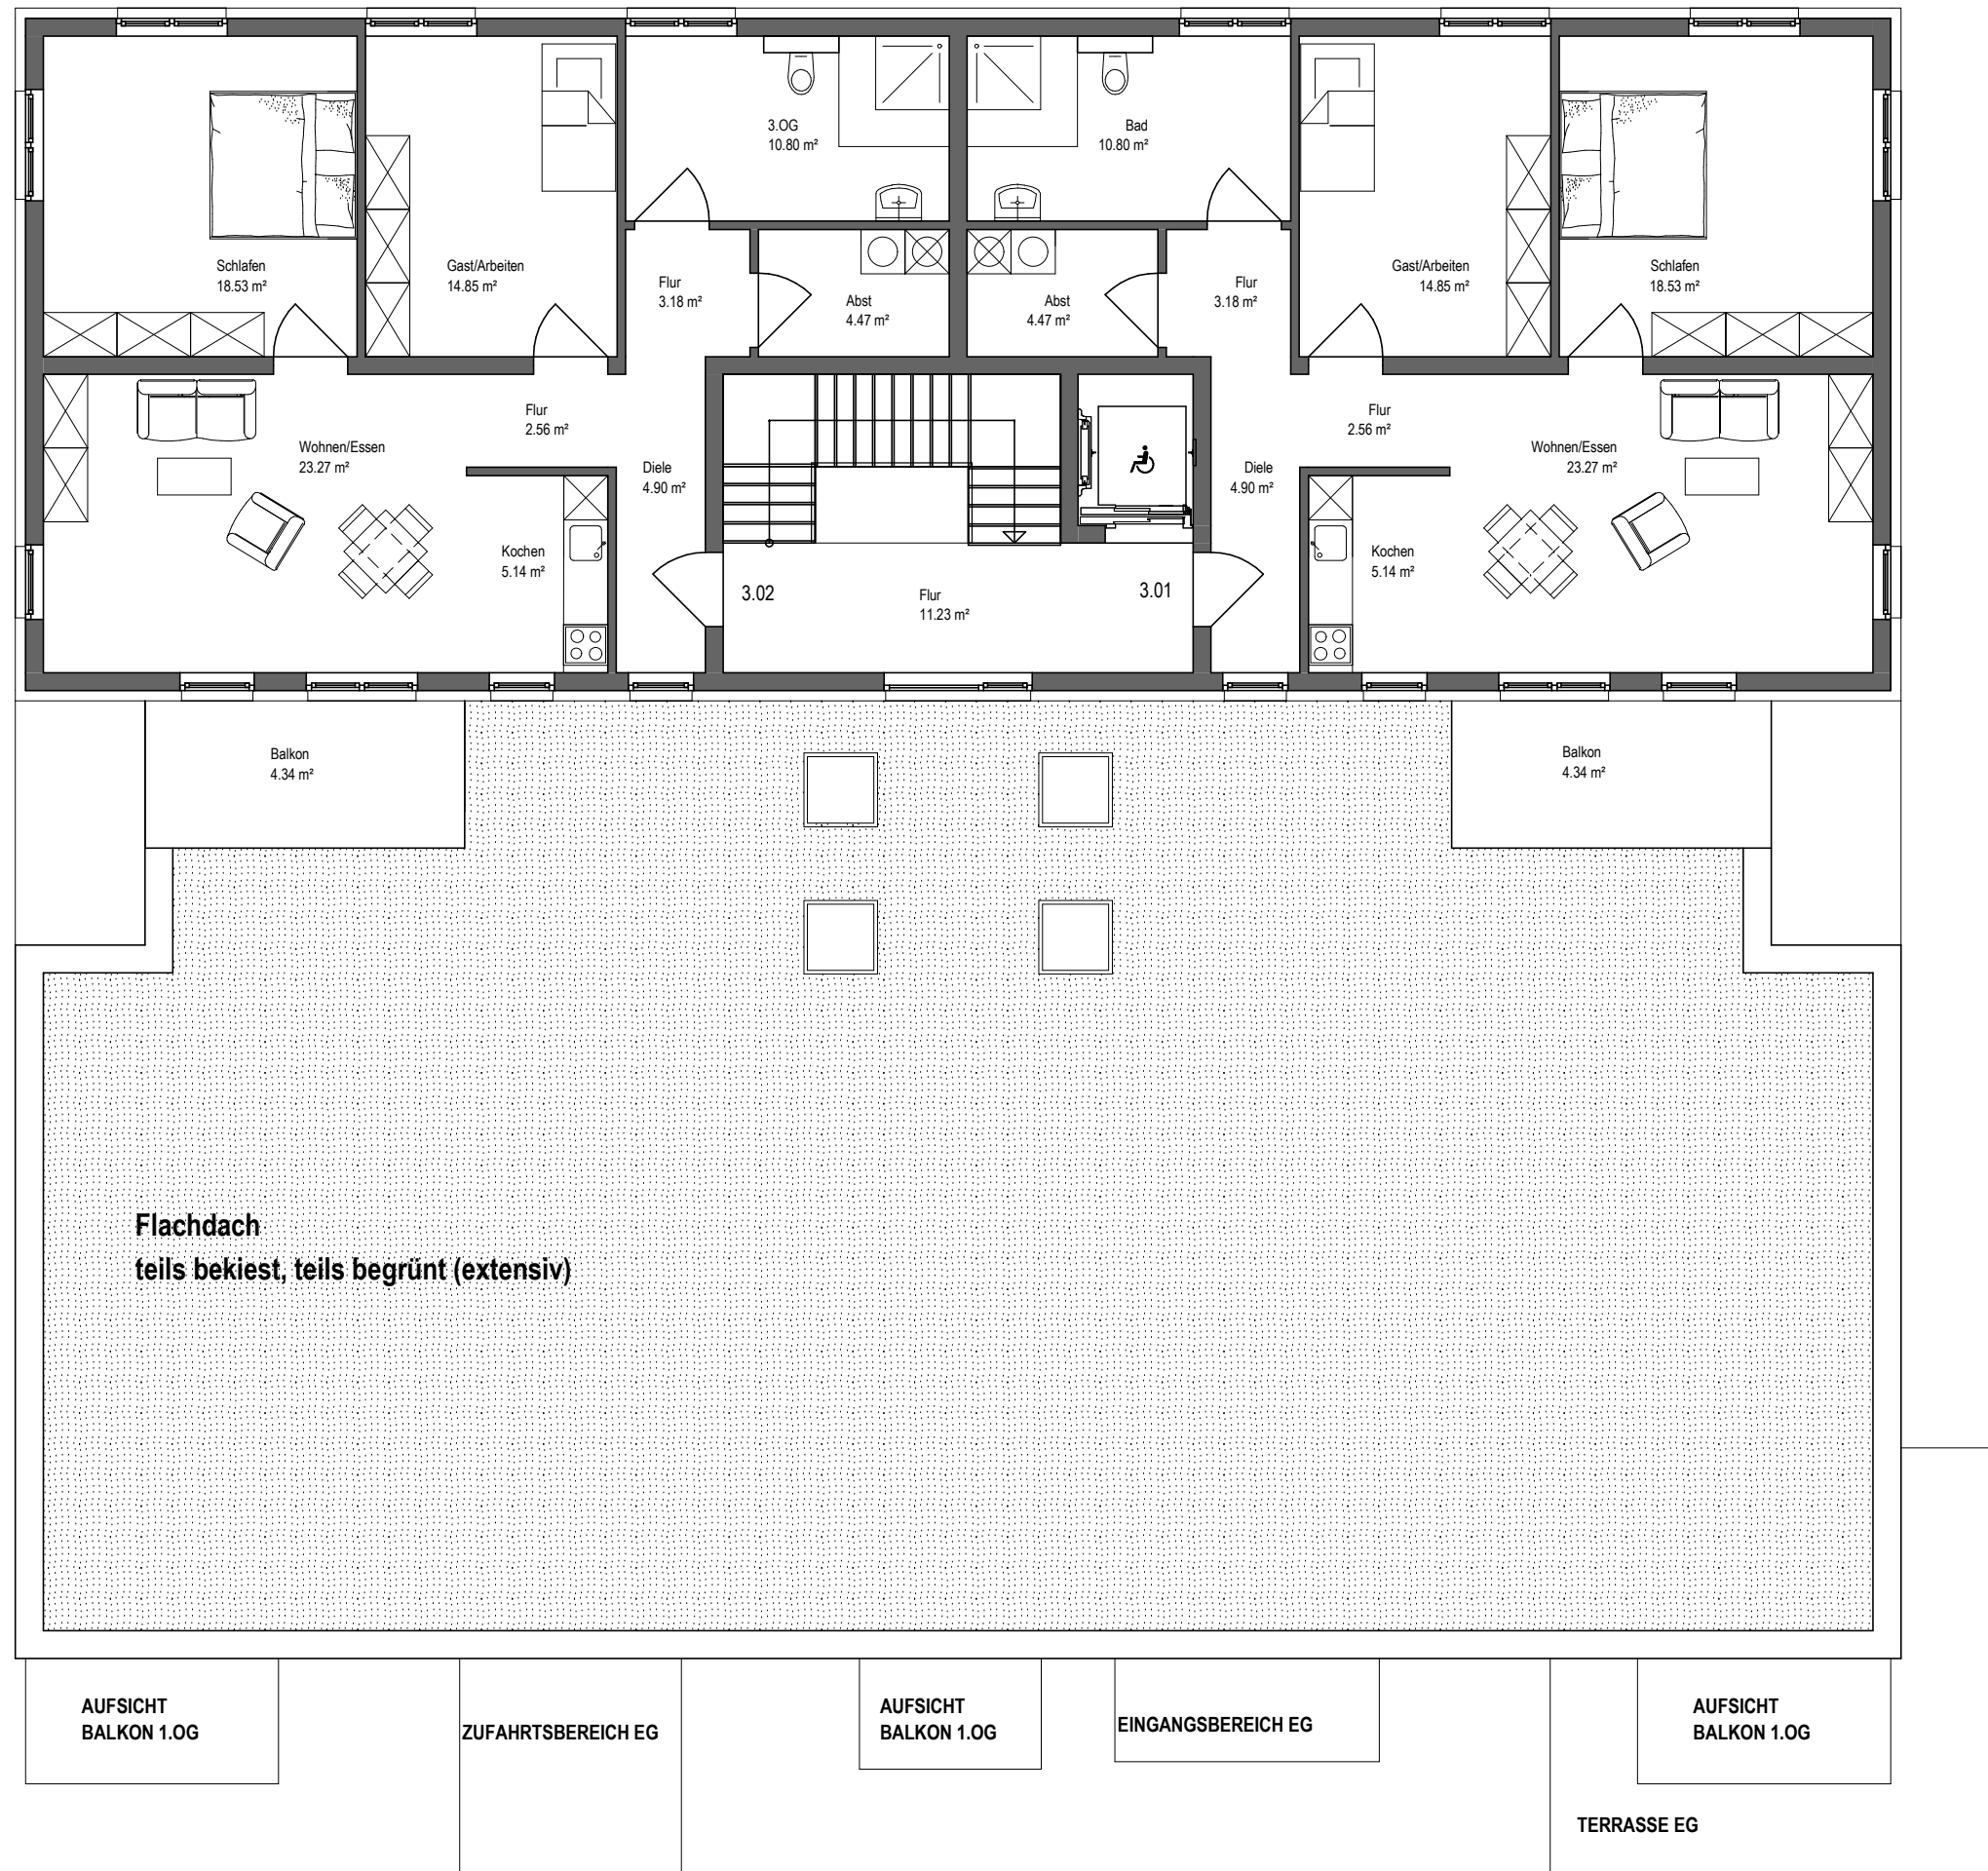 3.OG
10.80 m²
Bad
10.80 m²
Schlafen
18.53 m²
Gast/Arbeiten
14.85 m²
Flur
3.18 m²
Abst
4.47 m²
Abst
4.47 m²
Flur
3.18 m²
Gast/Arbeiten
14.85 m²
Schlafen
18.53 m²
Wohnen/Essen
23.27 m²
Flur
2.56 m²
Diele
4.90 m²
Diele
4.90 m²
Flur
2.56 m²
Wohnen/Essen
23.27 m²
Kochen
5.14 m²
3.02
Flur
11.23 m²
3.01
Kochen
5.14 m²
Balkon
4.34 m²
Balkon
4.34 m²
Flachdach
teils bekiest, teils begrünt (extensiv)
AUFSICHT
BALKON 1.OG
ZUFAHRTSBEREICH EG
AUFSICHT
BALKON 1.OG
EINGANGSBEREICH EG
AUFSICHT
BALKON 1.OG
TERRASSE EG